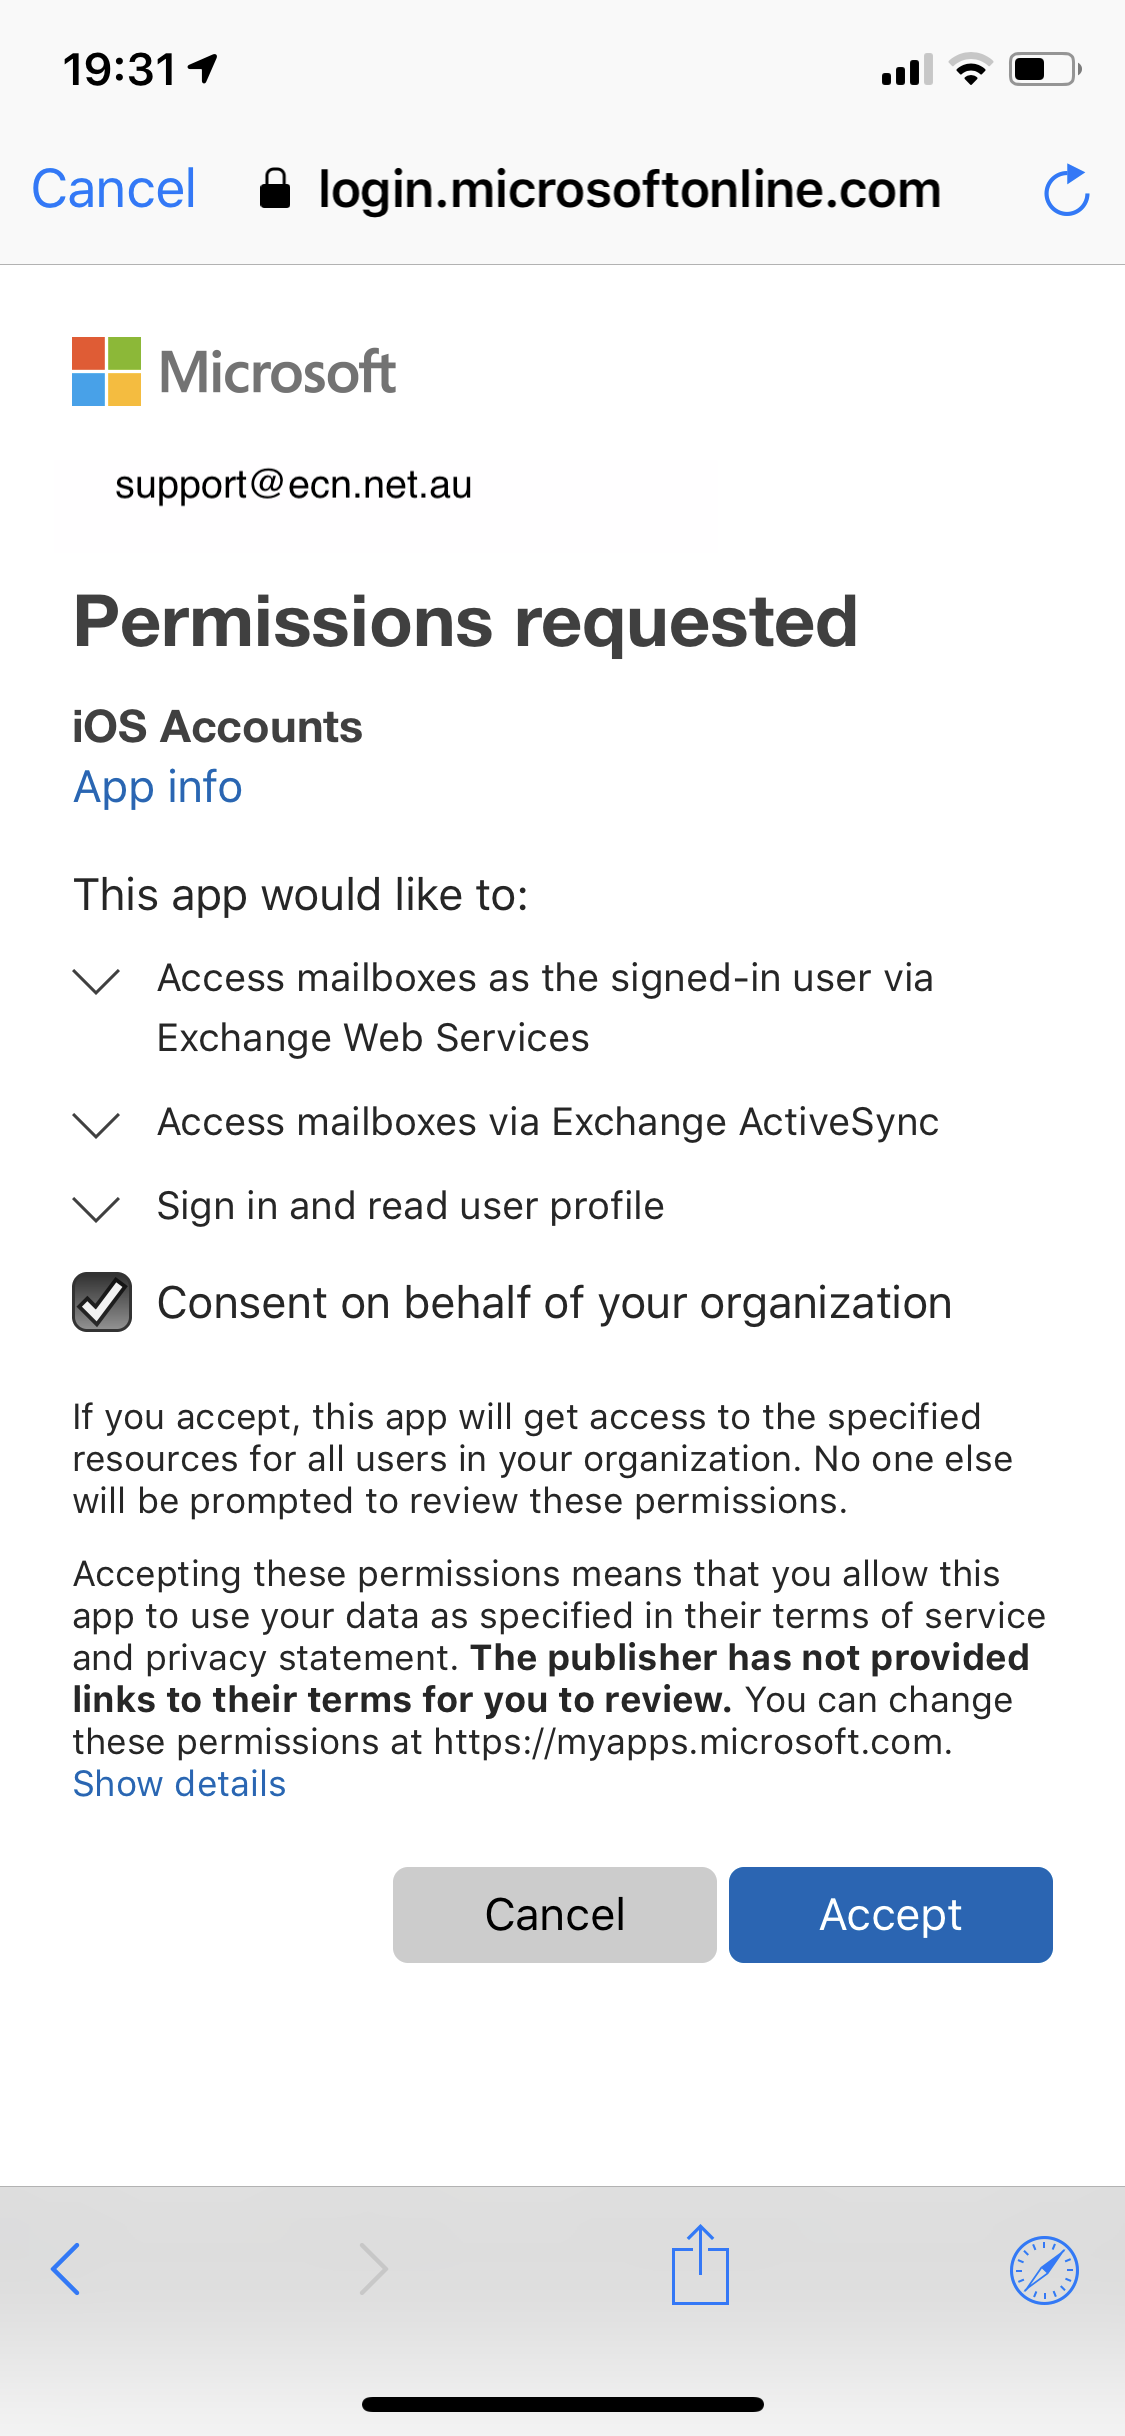 19:31
Cancel login.microsoftonline.com
Microsoft
support@ecn.net.au
Permissions requested
iOS Accounts
App info
This app would like to:
Access mailboxes as the signed-in user via
Exchange Web Services
Access mailboxes via Exchange ActiveSync
Sign in and read user profile
Consent on behalf of your organization
If you accept, this app will get access to the specified
resources for all users in your organization. No one else
will be prompted to review these permissions.
Accepting these permissions means that you allow this
app to use your data as specified in their terms of service
and privacy statement. The publisher has not provided
links to their terms for you to review. You can change
these permissions at https://myapps.microsoft.com.
Show details
Cancel Accept